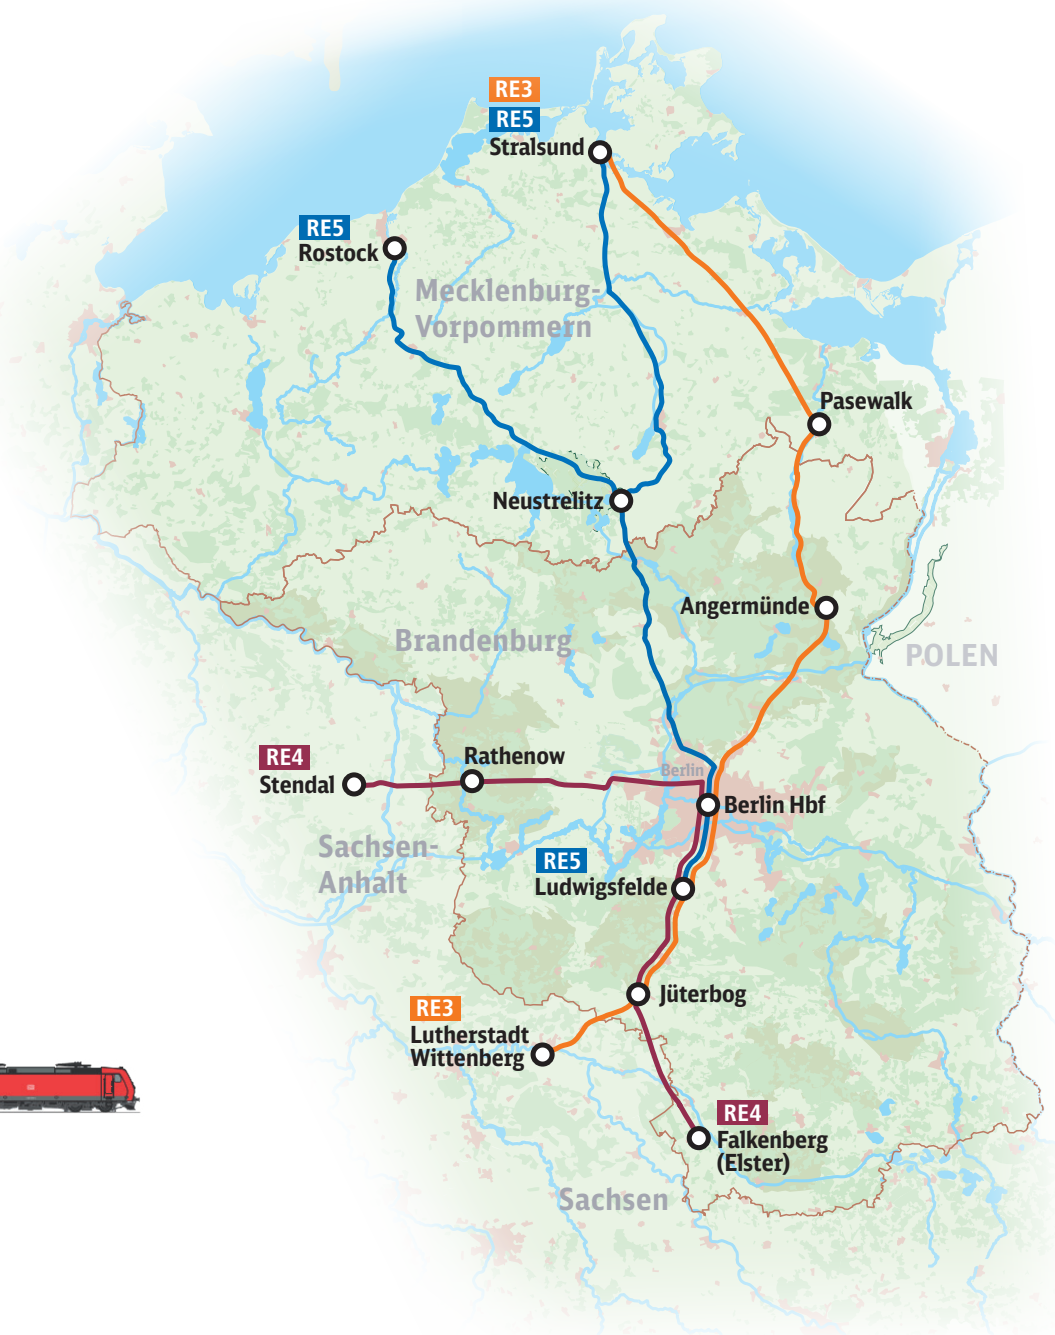 RE3
RE5
Stralsund
RE5
Rostock
Mecklenburg-
Vorpommern
Pasewalk
Neustrelitz
Angermünde
Brandenburg
POLEN
RE4
Stendal
Rathenow
Berlin
Berlin Hbf
Sachsen-
Anhalt
RE5
Ludwigsfelde
Jüterbog
RE3
Lutherstadt
Wittenberg
RE4
Falkenberg
(Elster)
Sachsen